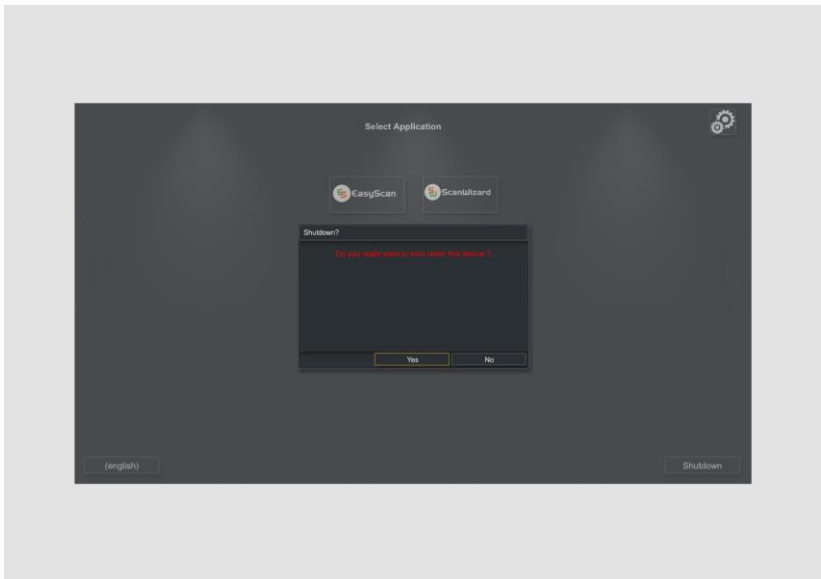 Select Application
EasyScan ScanWizard
Shutdown?
Do you really want to shut down this device ?
Yes No
(english) Shutdown